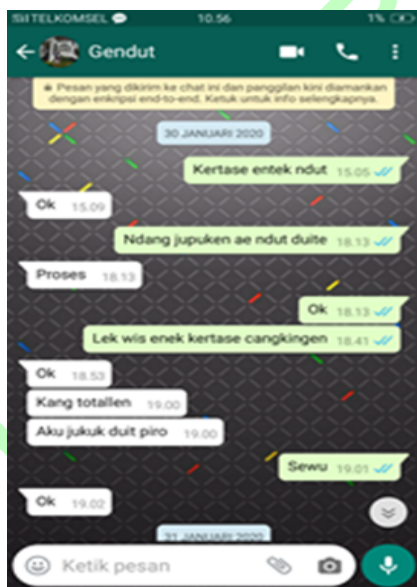 TELKOMSEL 10.56 1%
Gendut
Pesan yang dikirim ke chat ini dan panggilan kini diamankan
dengan enkripsi end-to-end. Ketuk untuk info selengkapnya.
30 JANUARI 2020
Kertase entek ndut 15.05
Ok 15.09
Ndang jupuken ae ndut duite 18.13
Proses 18.13
Ok 18.13
Lek wis enek kertase cangkingen 18.41
Ok 18.53
Kang totallen 19.00
Aku jukuk duit piro 19.00
Sewu 19.01
Ok 19.02
31 JANUARI 2020
Ketik pesan